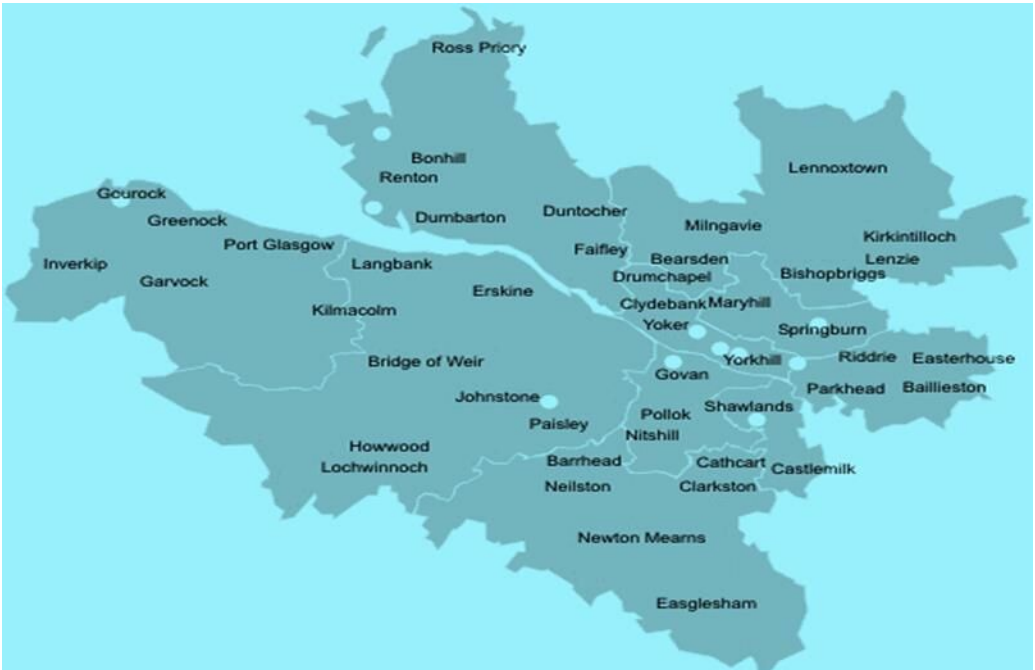 Ross Priory
Bonhill
Lennoxtown
Renton
Gourock
Duntocher
Greenock
Dumbarton
Milngavie
Kirkintilloch
Port Glasgow
Faifley
Bearsden
Lenzie
Inverkip
Langbank
Drumchapel
Bishopbriggs
Garvock
Erskine
Clydebank
Maryhill
Kilmacolm
Yoker
Springburn
Bridge of Weir
Yorkhill
Riddrie
Easterhouse
Govan
Parkhead
Baillieston
Johnstone
Shawlands
Pollok
Paisley
Nitshill
Howwood
Barrhead
Cathcart
Castlemilk
Lochwinnoch
Neilston
Clarkston
Newton Mearns
Easglesham